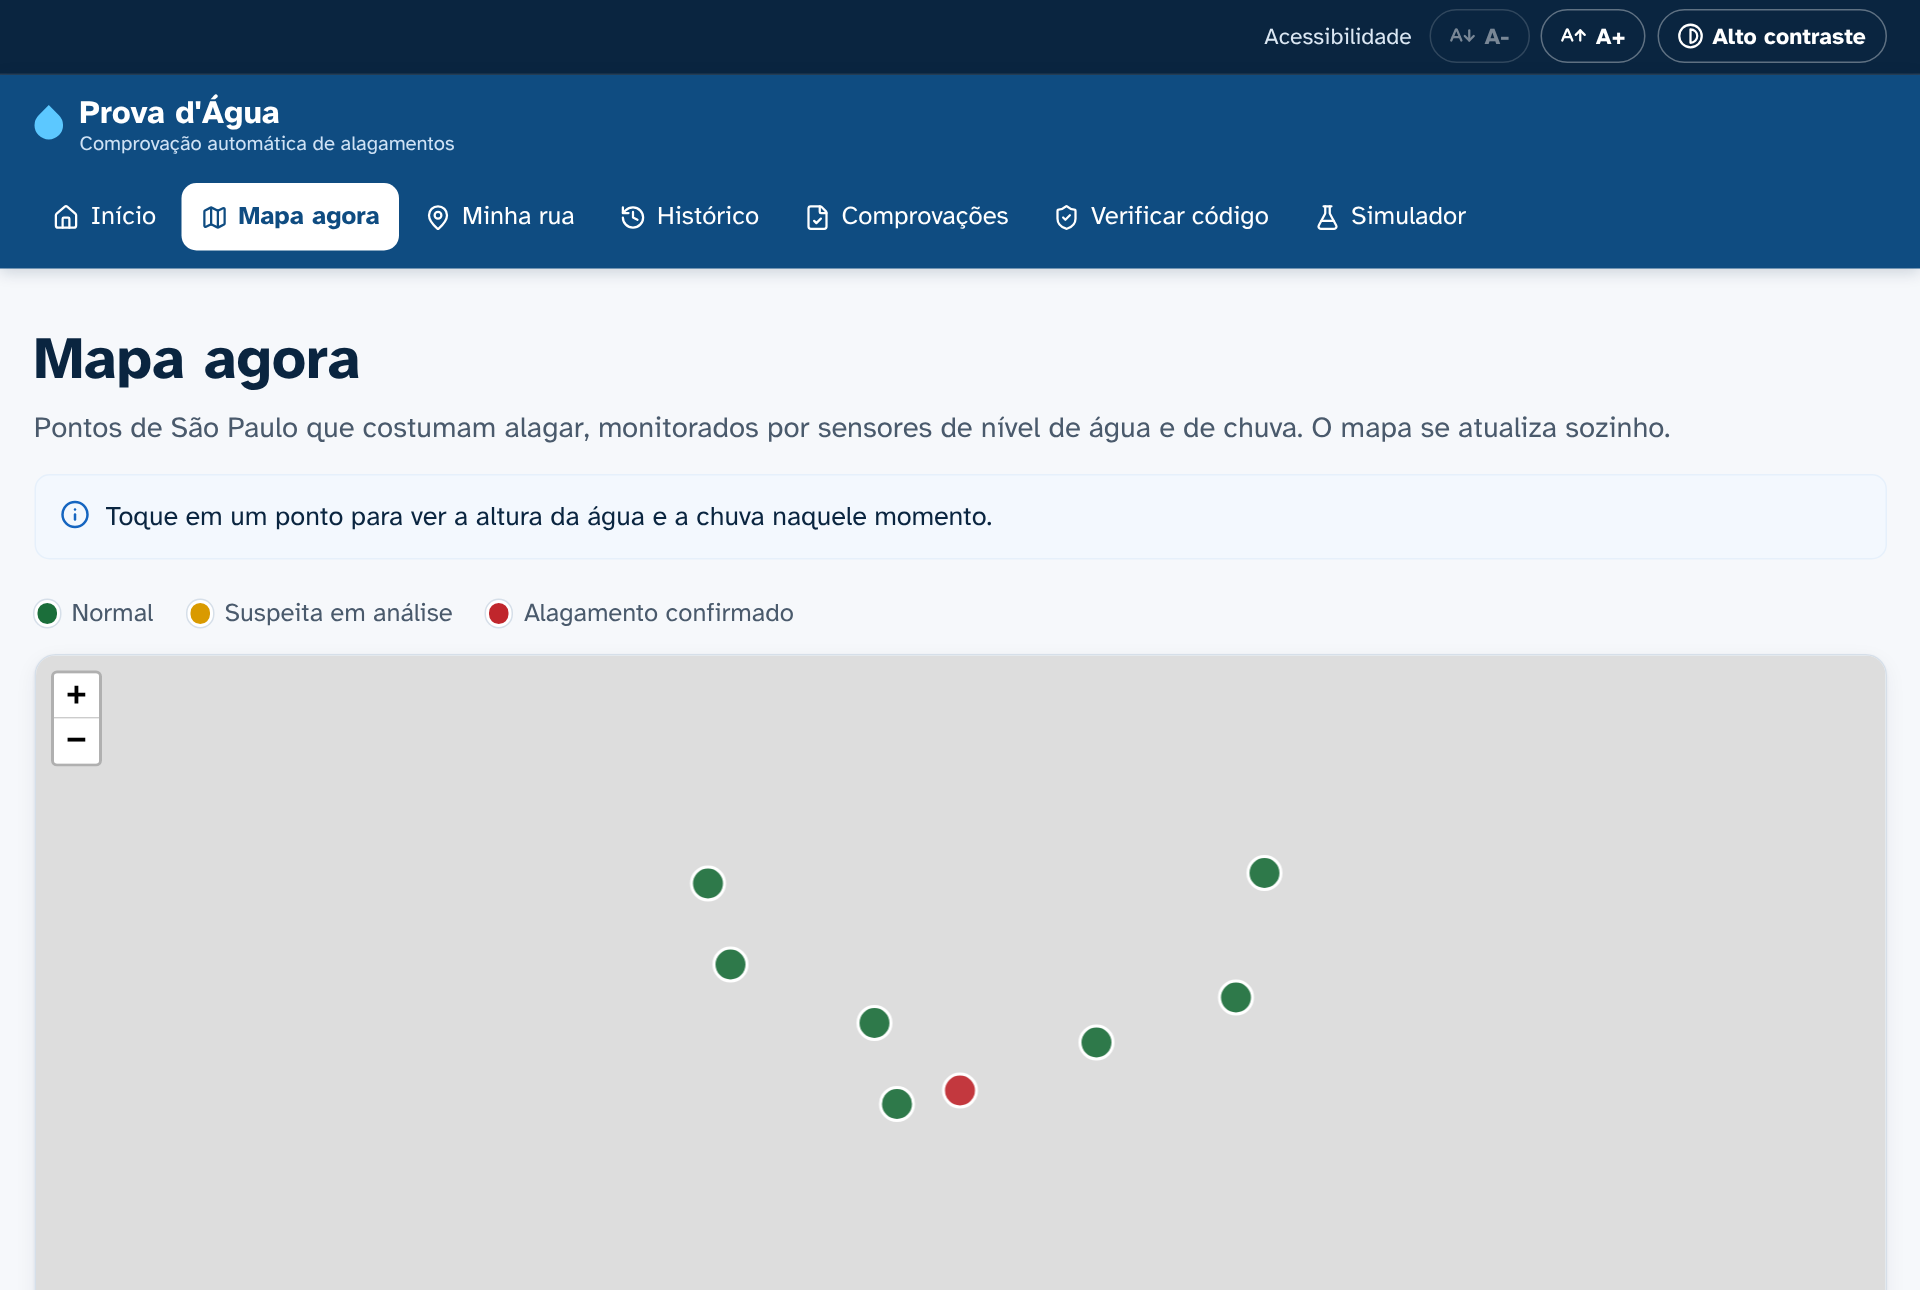 Acessibilidade A↓ A- A↑ A+ Alto contraste
Prova d'Água
Comprovação automática de alagamentos
Início Mapa agora Minha rua Histórico Comprovações Verificar código Simulador
Mapa agora
Pontos de São Paulo que costumam alagar, monitorados por sensores de nível de água e de chuva. O mapa se atualiza sozinho.
Toque em um ponto para ver a altura da água e a chuva naquele momento.
Normal Suspeita em análise Alagamento confirmado
+
−